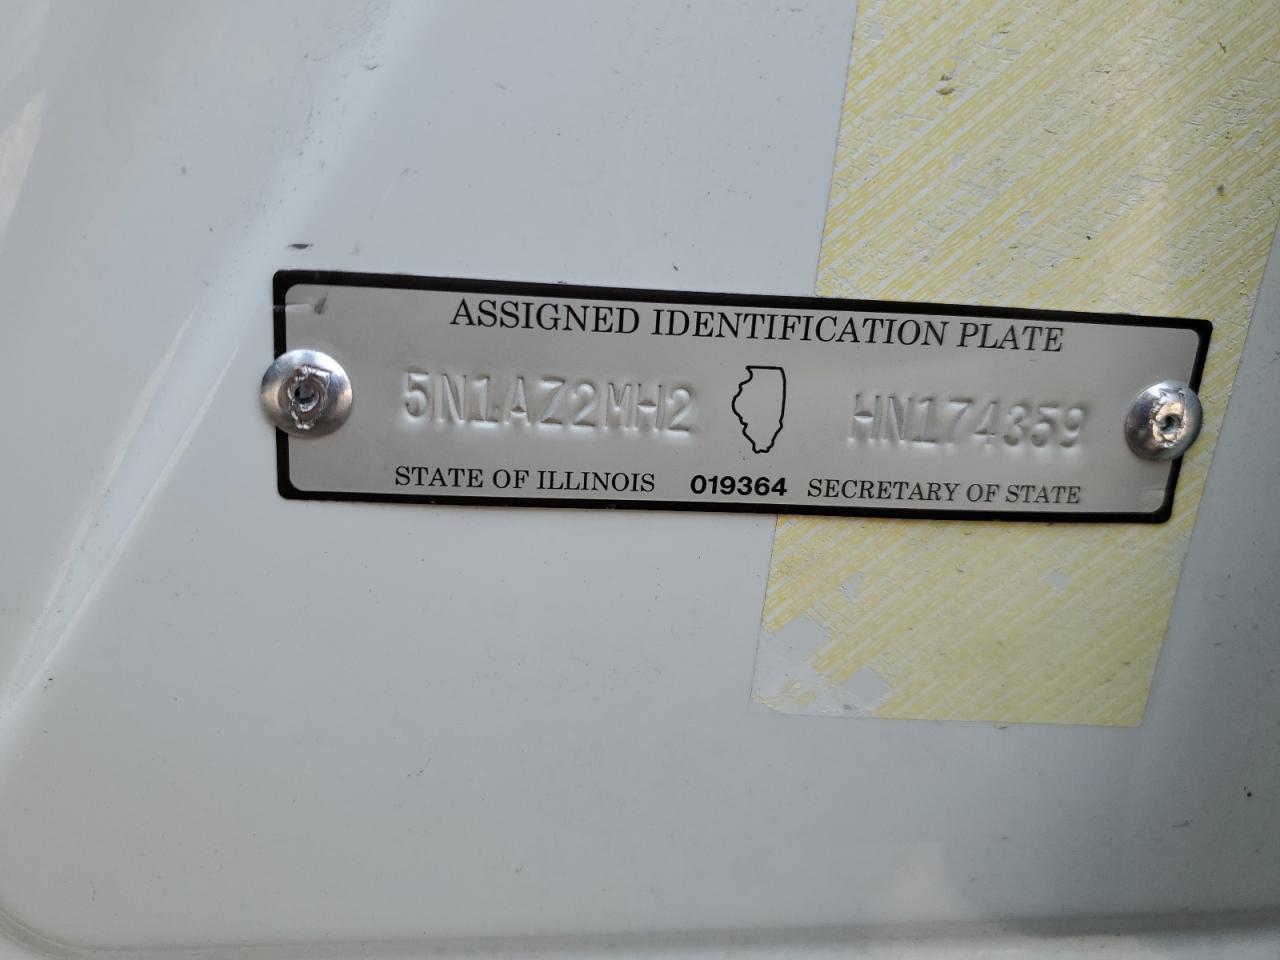 ASSIGNED IDENTIFICATION PLATE
5N1AZ2MH2 HN174359
STATE OF ILLINOIS 019364 SECRETARY OF STATE